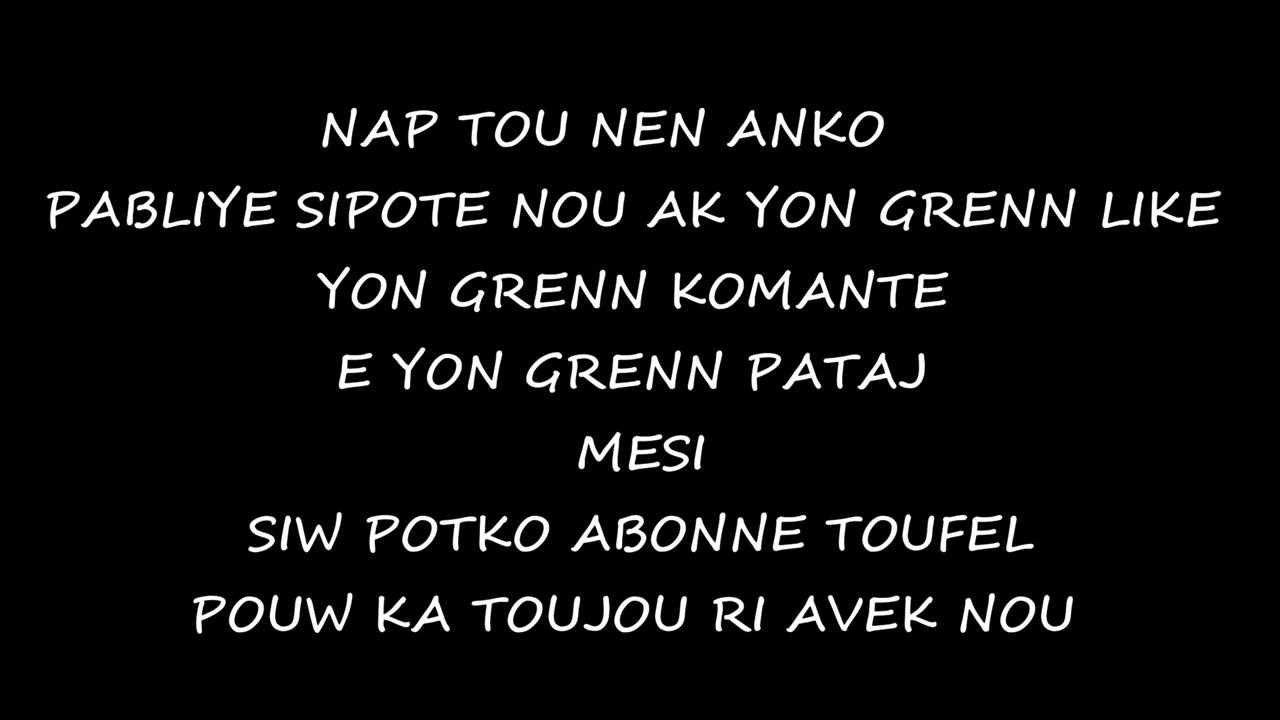 NAP TOU NEN ANKO
PABLIYE SIPOTE NOU AK YON GRENN LIKE
YON GRENN KOMANTE
E YON GRENN PATAJ
MESI
SIW POTKO ABONNE TOUFEL
POUW KA TOUJOU RI AVEK NOU